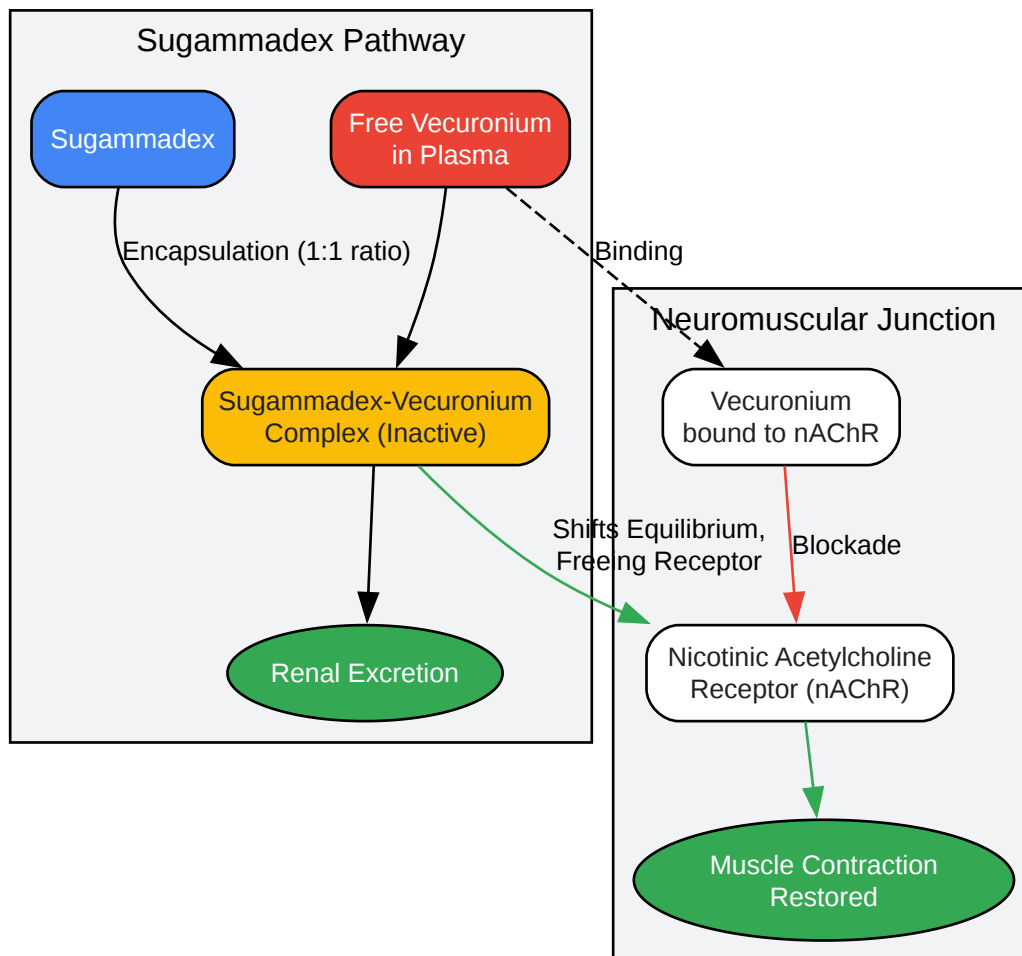 Sugammadex Pathway
Sugammadex
Free Vecuronium
in Plasma
Encapsulation (1:1 ratio)
Binding
Neuromuscular Junction
Sugammadex-Vecuronium
Complex (Inactive)
Vecuronium
bound to nAChR
Shifts Equilibrium,
Freeing Receptor
Blockade
Renal Excretion
Nicotinic Acetylcholine
Receptor (nAChR)
Muscle Contraction
Restored